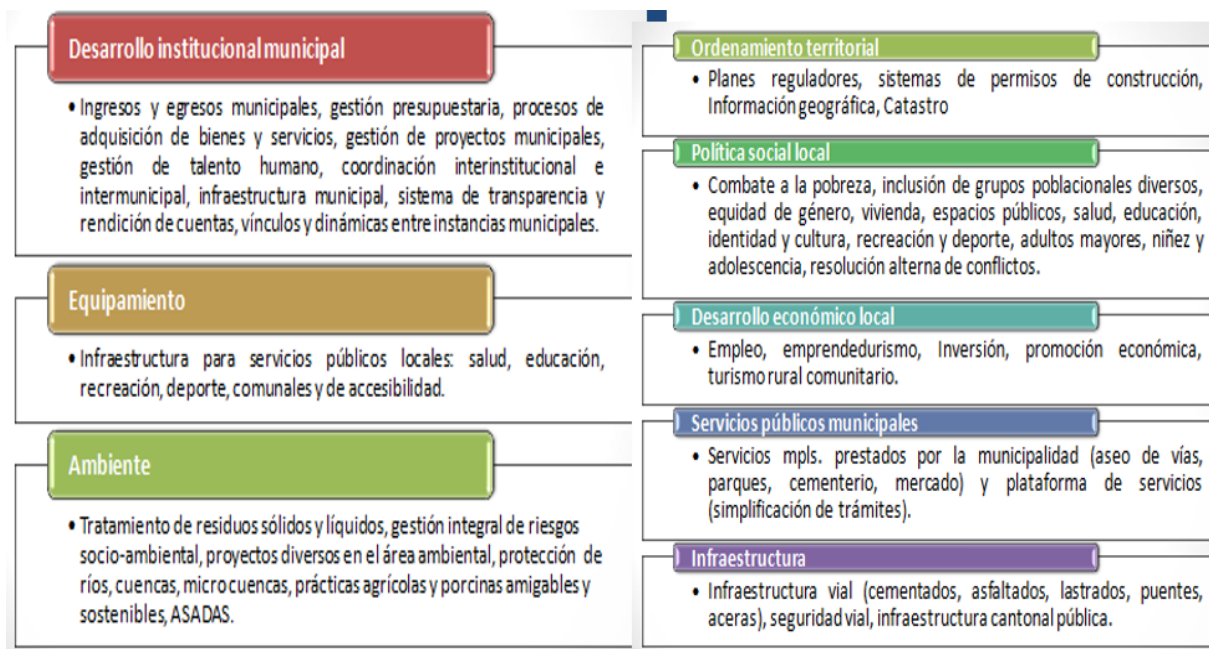 Desarrollo institucional municipal
• Ingresos y egresos municipales, gestión presupuestaria, procesos de
adquisición de bienes y servicios, gestión de proyectos municipales,
gestión de talento humano, coordinación interinstitucional e
intermunicipal, infraestructura municipal, sistema de transparencia y
rendición de cuentas, vínculos y dinámicas entre instancias municipales.
Equipamiento
• Infraestructura para servicios públicos locales: salud, educación,
recreación, deporte, comunales y de accesibilidad.
Ambiente
• Tratamiento de residuos sólidos y líquidos, gestión integral de riesgos
socio-ambiental, proyectos diversos en el área ambiental, protección de
ríos, cuencas, micro cuencas, prácticas agrícolas y porcinas amigables y
sostenibles, ASADAS.
Ordenamiento territorial
• Planes reguladores, sistemas de permisos de construcción,
Información geográfica, Catastro
Política social local
• Combate a la pobreza, inclusión de grupos poblacionales diversos,
equidad de género, vivienda, espacios públicos, salud, educación,
identidad y cultura, recreación y deporte, adultos mayores, niñez y
adolescencia, resolución alterna de conflictos.
Desarrollo económico local
• Empleo, emprendedurismo, Inversión, promoción económica,
turismo rural comunitario.
Servicios públicos municipales
• Servicios mpls. prestados por la municipalidad (aseo de vías,
parques, cementerio, mercado) y plataforma de servicios
(simplificación de trámites).
Infraestructura
• Infraestructura vial (cementados, asfaltados, lastrados, puentes,
aceras), seguridad vial, infraestructura cantonal pública.